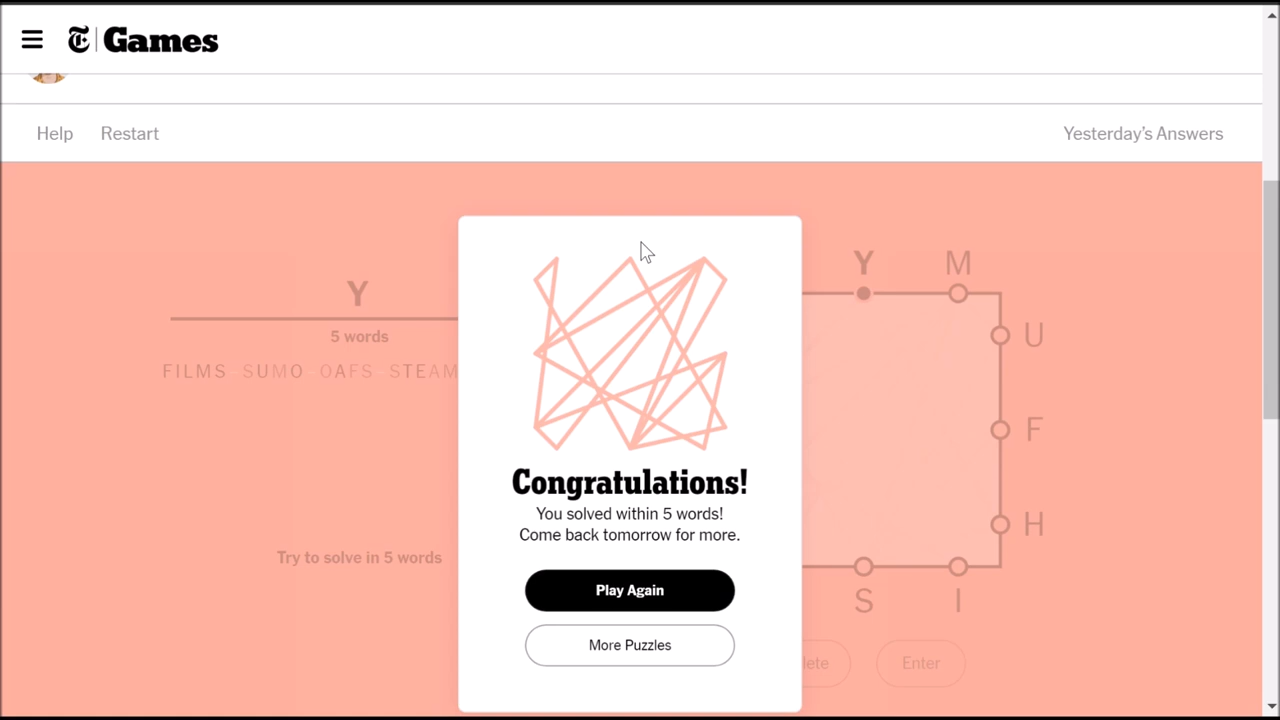 Games
Help Restart Yesterday's Answers
Y
5 words
FILMS SUMO OAFS STEAM
Try to solve in 5 words
Congratulations!
You solved within 5 words!
Come back tomorrow for more.
Play Again
More Puzzles
Y M
U
F
H
S I
Enter